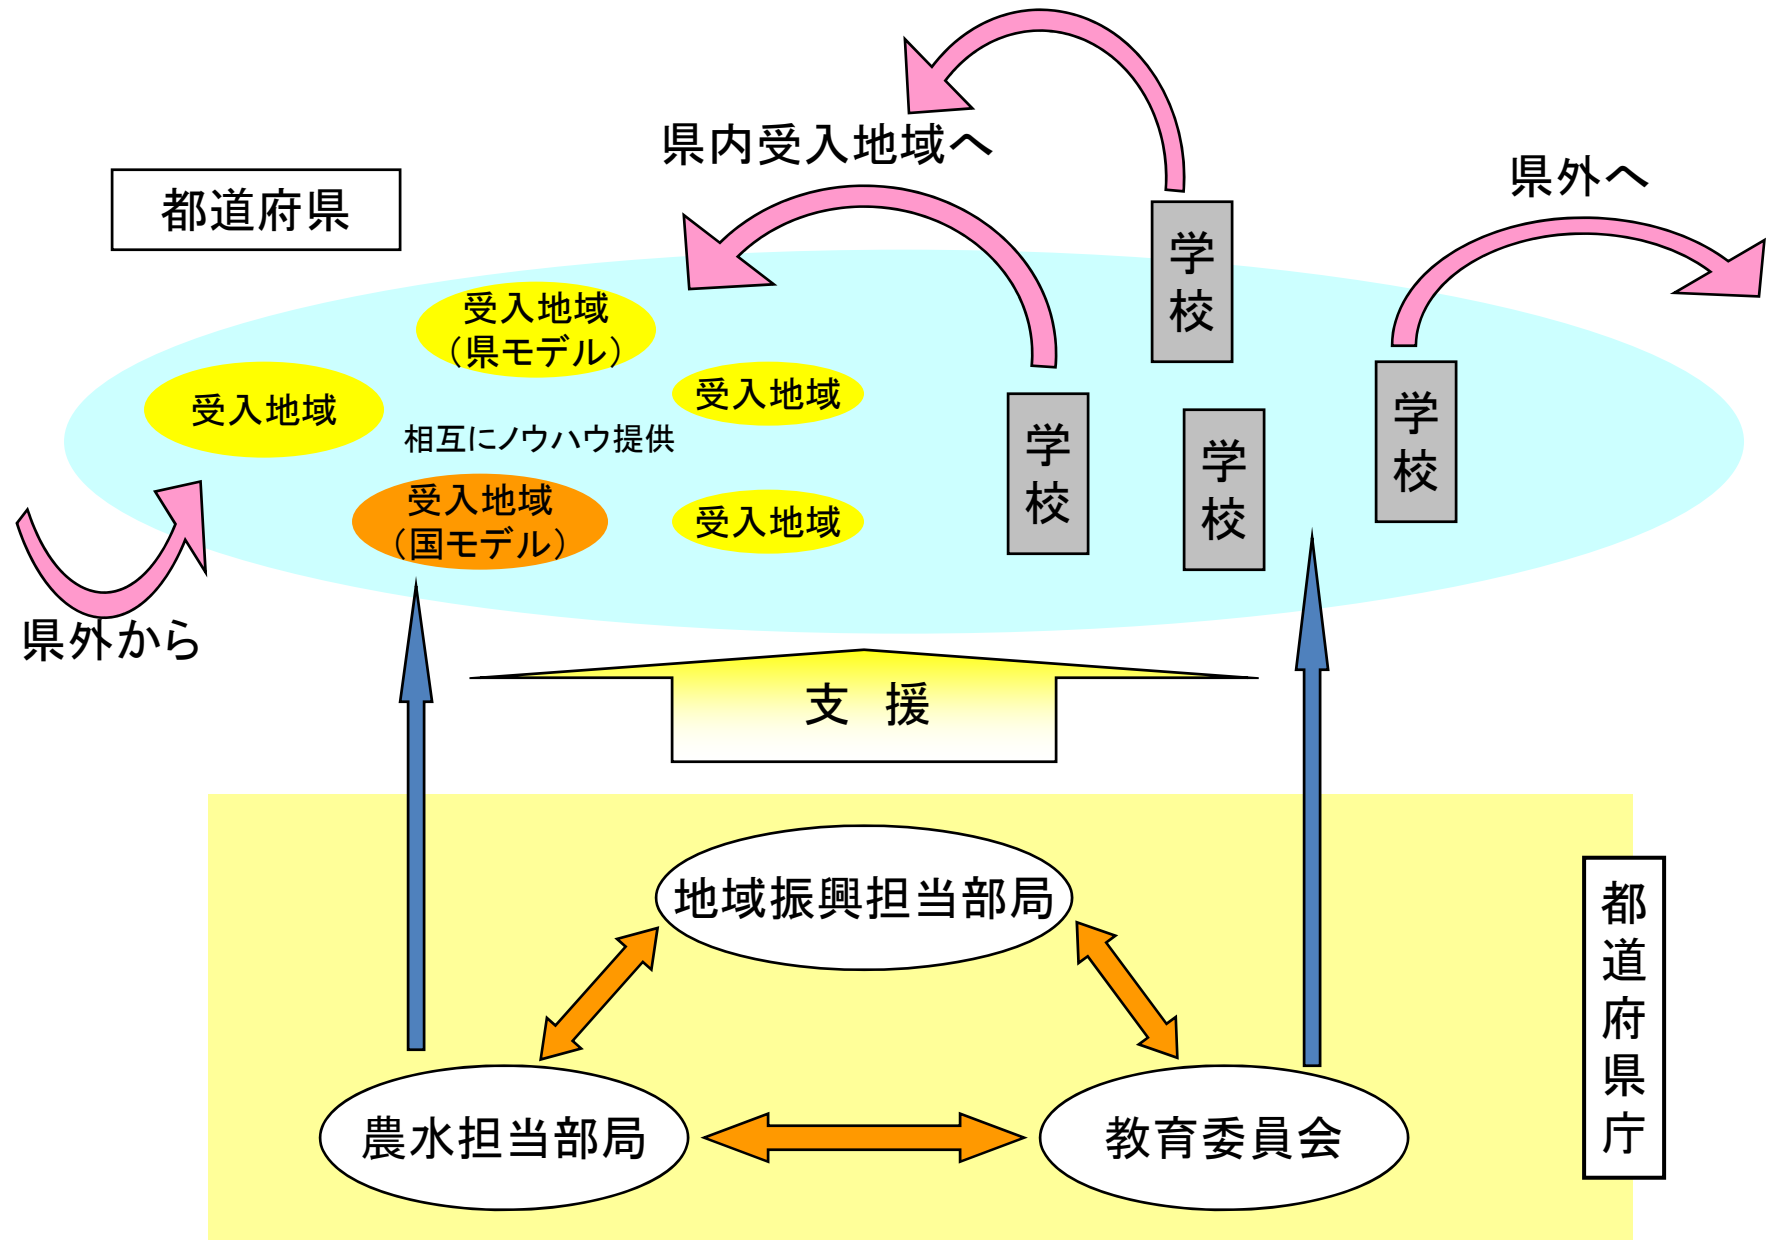 県内受入地域へ
県外へ
都道府県
学校
受入地域
（県モデル）
受入地域
受入地域
学校
学校
学校
相互にノウハウ提供
受入地域
（国モデル）
受入地域
県外から
支　援
地域振興担当部局
都道府県庁
農水担当部局
教育委員会